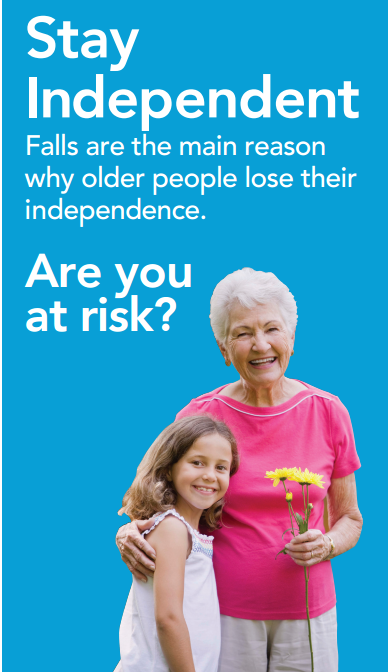 Stay
Independent
Falls are the main reason
why older people lose their
independence.
Are you
at risk?